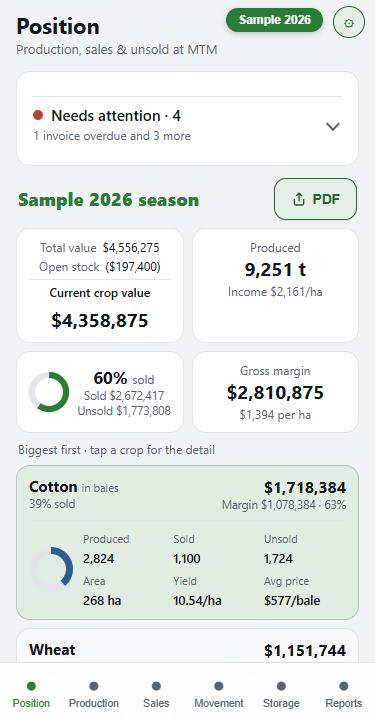 Position
Sample 2026
Production, sales & unsold at MTM
Needs attention · 4
1 invoice overdue and 3 more
Sample 2026 season
PDF
Total value $4,556,275
Open stock ($197,400)
Current crop value
$4,358,875
Produced
9,251 t
Income $2,161/ha
60% sold
Sold $2,672,417
Unsold $1,773,808
Gross margin
$2,810,875
$1,394 per ha
Biggest first · tap a crop for the detail
Cotton in bales
$1,718,384
39% sold
Margin $1,078,384 · 63%
Produced Sold Unsold
2,824 1,100 1,724
Area Yield Avg price
268 ha 10.54/ha $577/bale
Wheat $1,151,744
Position Production Sales Movement Storage Reports